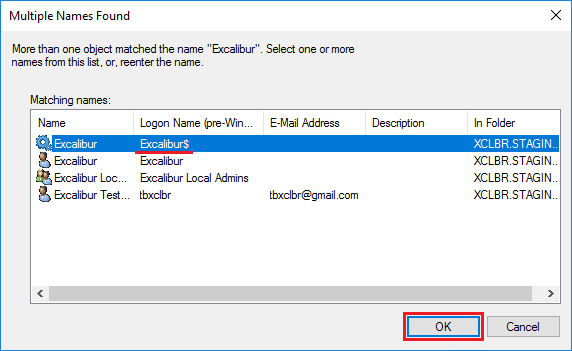 Multiple Names Found
More than one object matched the name "Excalibur". Select one or more
names from this list, or, reenter the name.
Matching names:
Name Logon Name (pre-Win... E-Mail Address Description In Folder
Excalibur Excalibur$ XCLBR.STAGIN...
Excalibur Excalibur XCLBR.STAGIN...
Excalibur Loc... Excalibur Local Admins XCLBR.STAGIN...
Excalibur Test... tbxclbr tbxclbr@gmail.com XCLBR.STAGIN...
OK Cancel